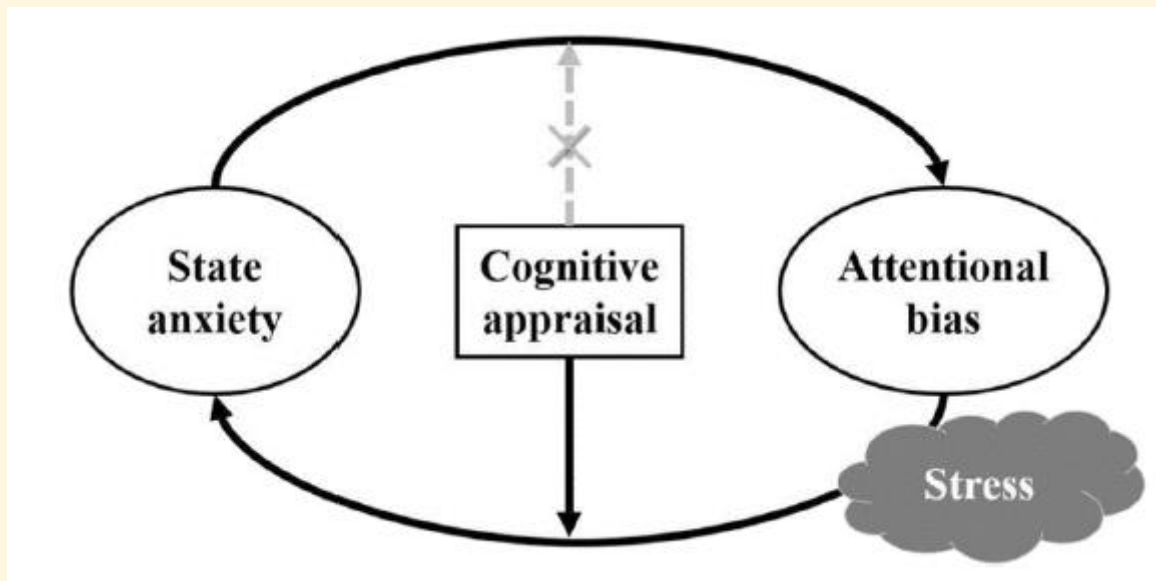 State
anxiety
Cognitive
appraisal
Attentional
bias
Stress